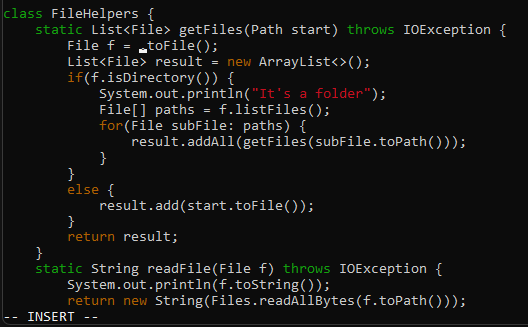 class FileHelpers {
    static List<File> getFiles(Path start) throws IOException {
        File f = .toFile();
        List<File> result = new ArrayList<>();
        if(f.isDirectory()) {
            System.out.println("It's a folder");
            File[] paths = f.listFiles();
            for(File subFile: paths) {
                result.addAll(getFiles(subFile.toPath()));
            }
        }
        else {
            result.add(start.toFile());
        }
        return result;
    }
    static String readFile(File f) throws IOException {
        System.out.println(f.toString());
        return new String(Files.readAllBytes(f.toPath()));
-- INSERT --